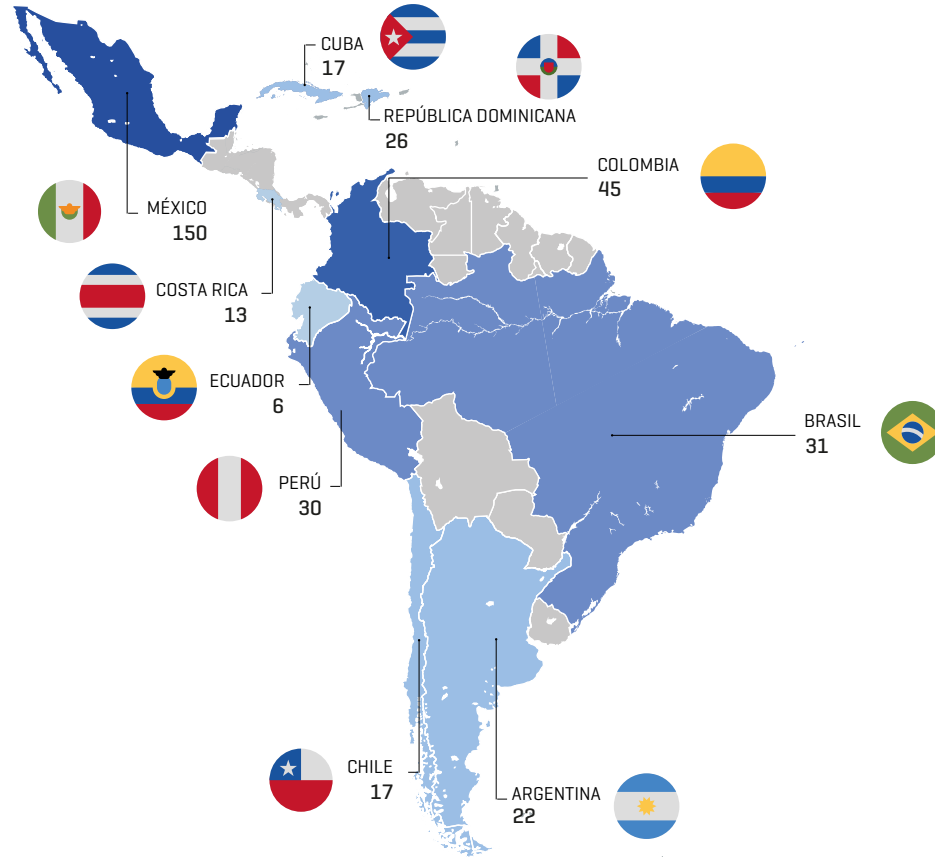 CUBA
17
REPÚBLICA DOMINICANA
26
COLOMBIA
45
MÉXICO
150
COSTA RICA
13
ECUADOR
6
BRASIL
31
PERÚ
30
CHILE
17
ARGENTINA
22